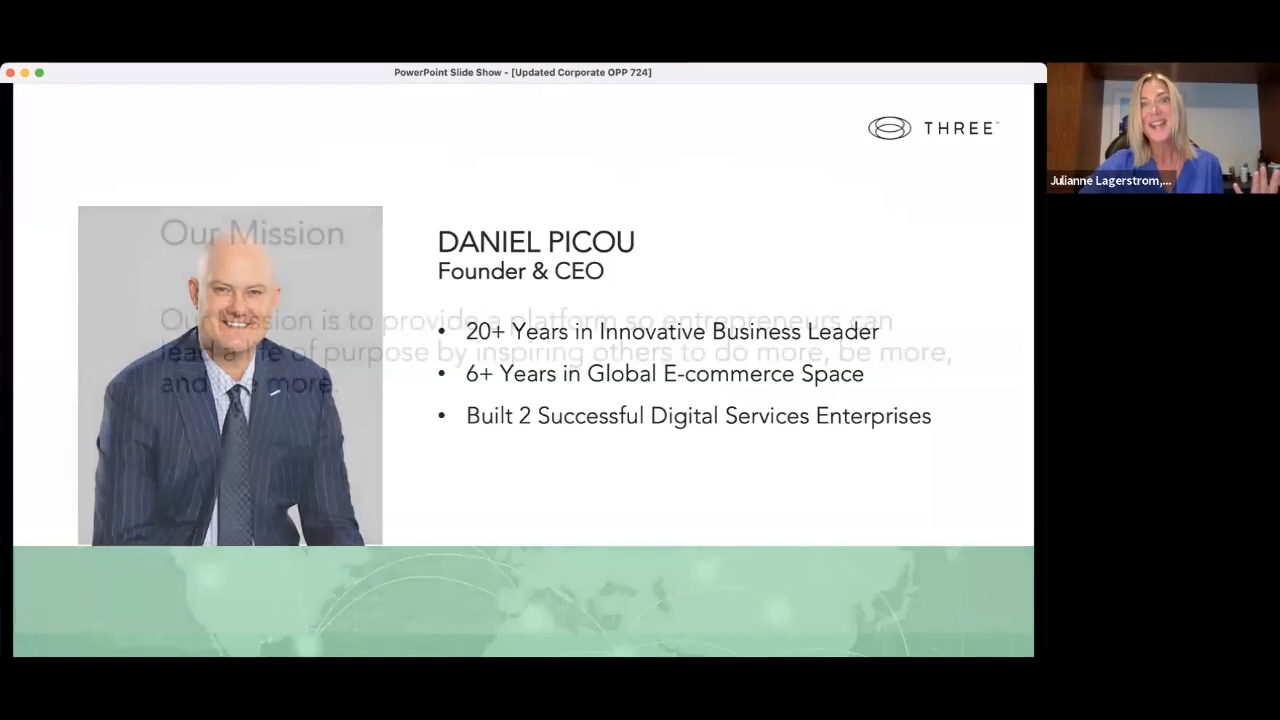 PowerPoint Slide Show - [Updated Corporate OPP 724]
THREE™
Julianne Lagerstrom,...
Our Mission
DANIEL PICOU
Founder & CEO
Our mission is to provide a platform so entrepreneurs can
lead a life of purpose by inspiring others to do more, be more,
and more.
• 20+ Years in Innovative Business Leader
• 6+ Years in Global E-commerce Space
• Built 2 Successful Digital Services Enterprises